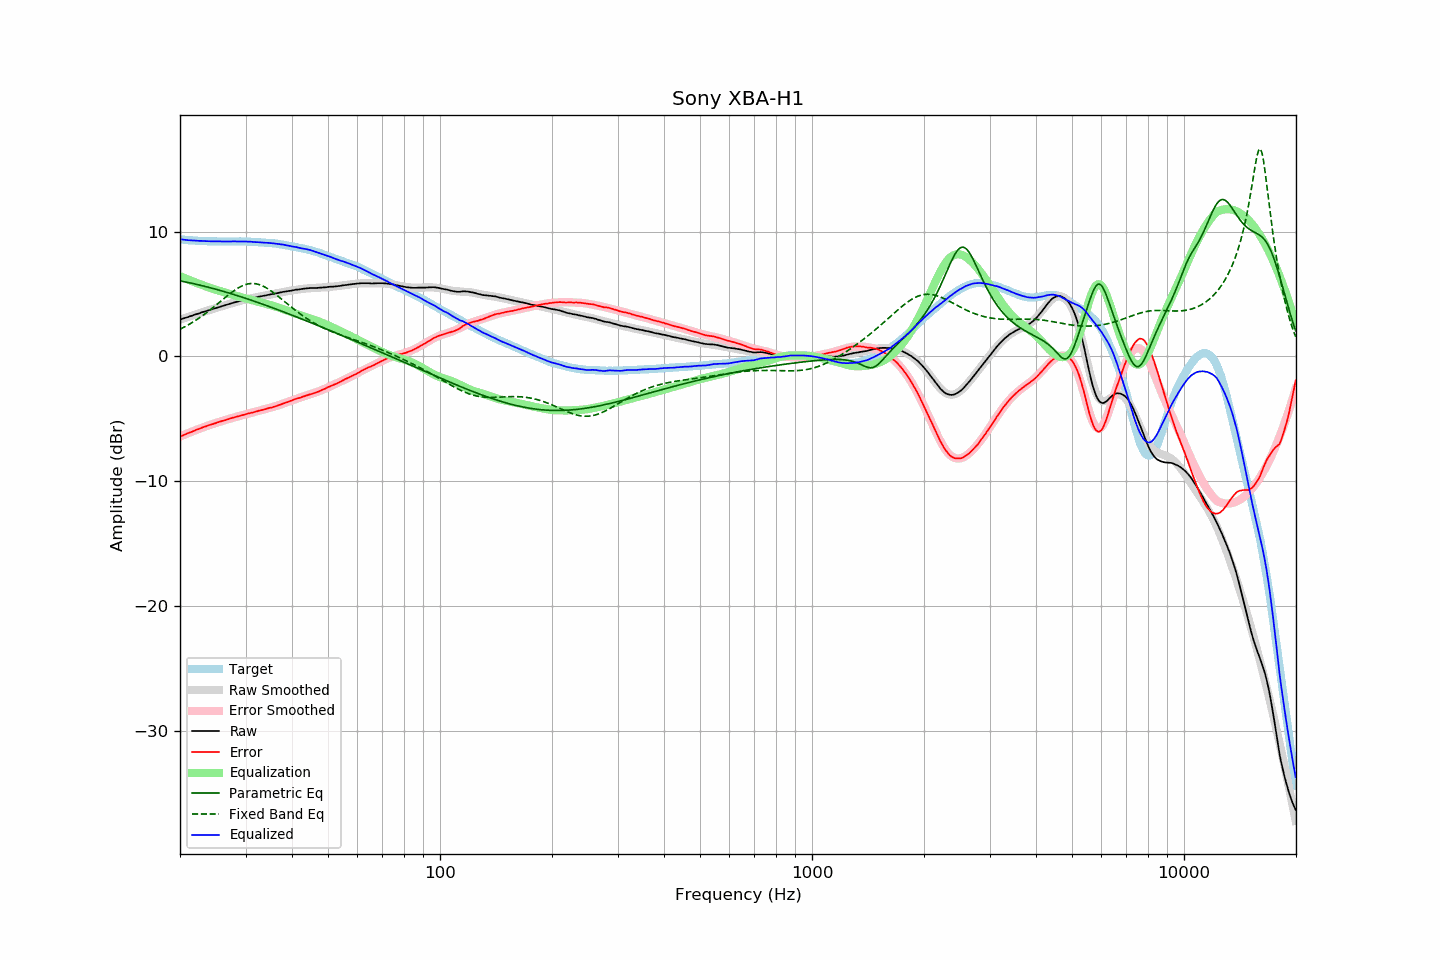 Sony XBA-H1
Amplitude (dBr)
10
0
−10
−20
−30
Target
Raw Smoothed
Error Smoothed
Raw
Error
Equalization
Parametric Eq
Fixed Band Eq
Equalized
100
1000
10000
Frequency (Hz)